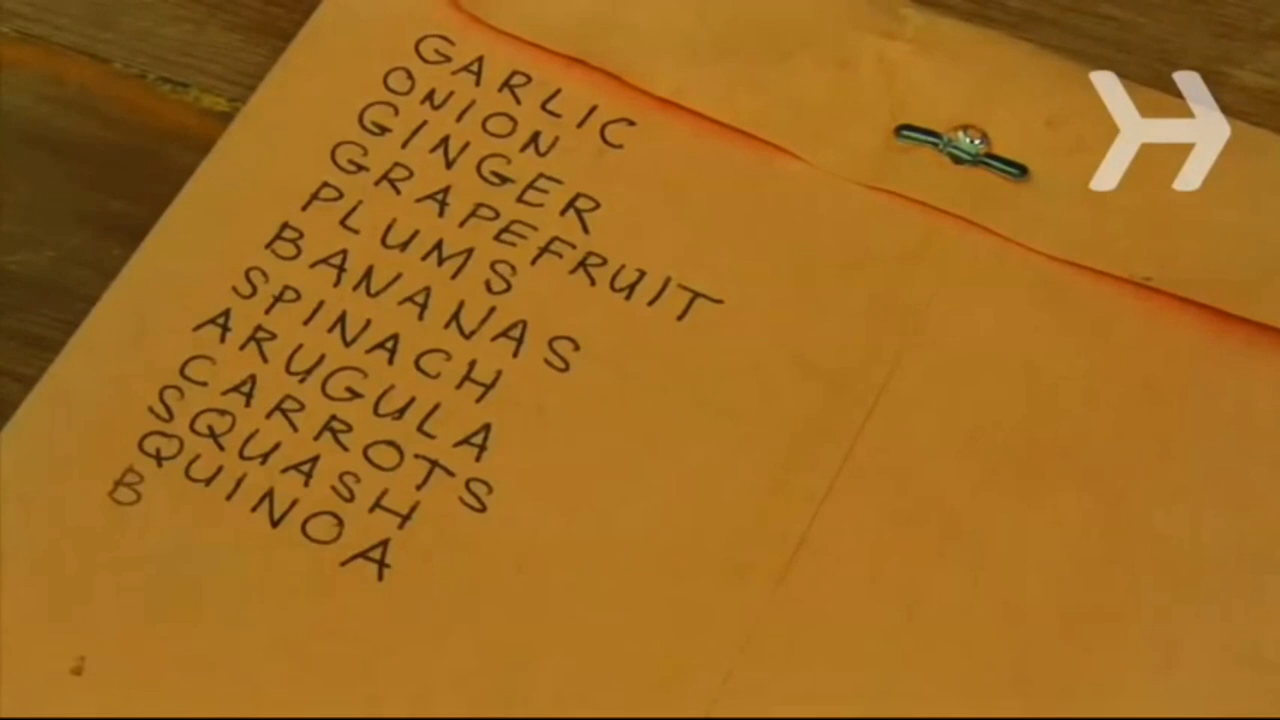 GARLIC
ONION
GINGER
GRAPEFRUIT
PLUMS
BANANAS
SPINACH
ARUGULA
CARROTS
SQUASH
QUINOA
B